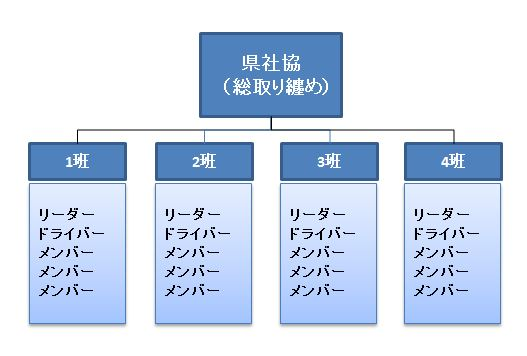 県社協
（総取り纏め）
1班
リーダー
ドライバー
メンバー
メンバー
メンバー
2班
リーダー
ドライバー
メンバー
メンバー
メンバー
3班
リーダー
ドライバー
メンバー
メンバー
メンバー
4班
リーダー
ドライバー
メンバー
メンバー
メンバー